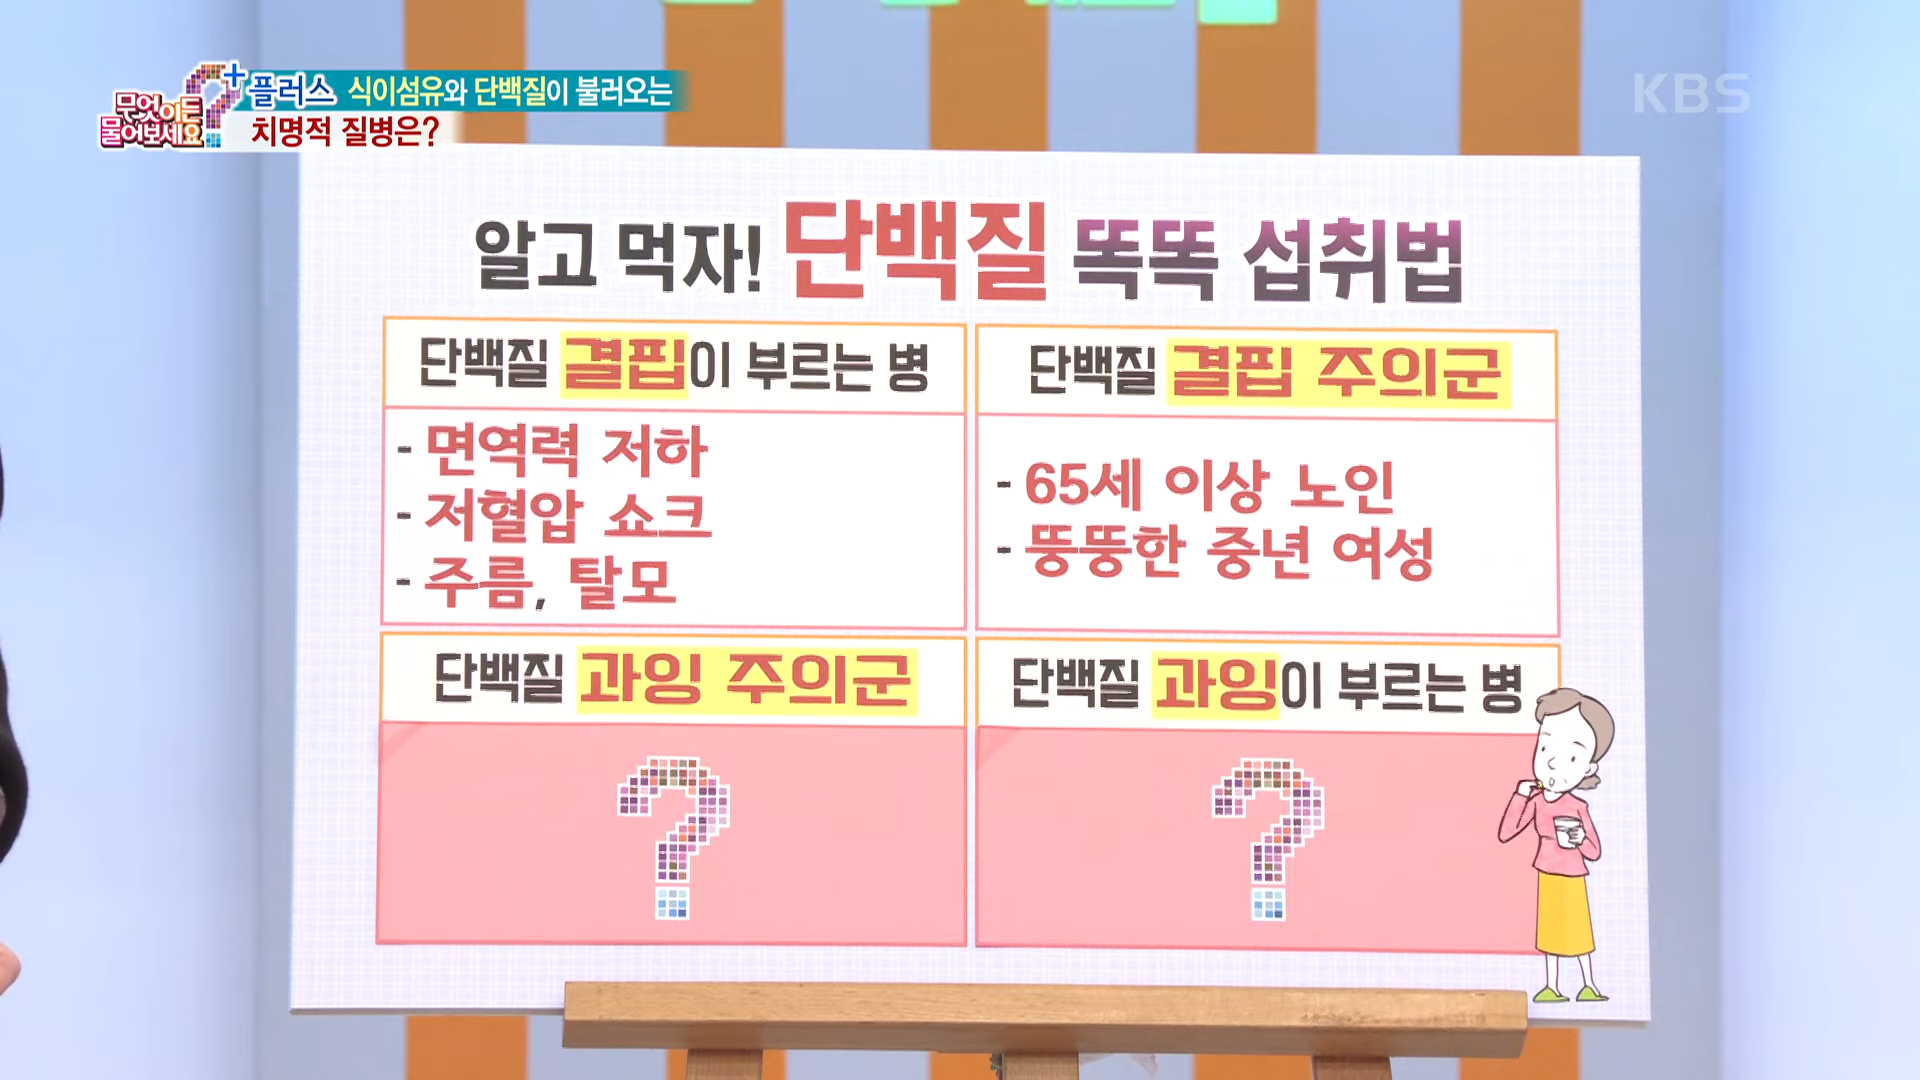 무엇이든
물어보세요
플러스 식이섬유와 단백질이 불러오는
치명적 질병은?
KBS
알고 먹자! 단백질 똑똑 섭취법
단백질 결핍이 부르는 병
- 면역력 저하
- 저혈압 쇼크
- 주름, 탈모
단백질 결핍 주의군
- 65세 이상 노인
- 뚱뚱한 중년 여성
단백질 과잉 주의군
?
단백질 과잉이 부르는 병
?